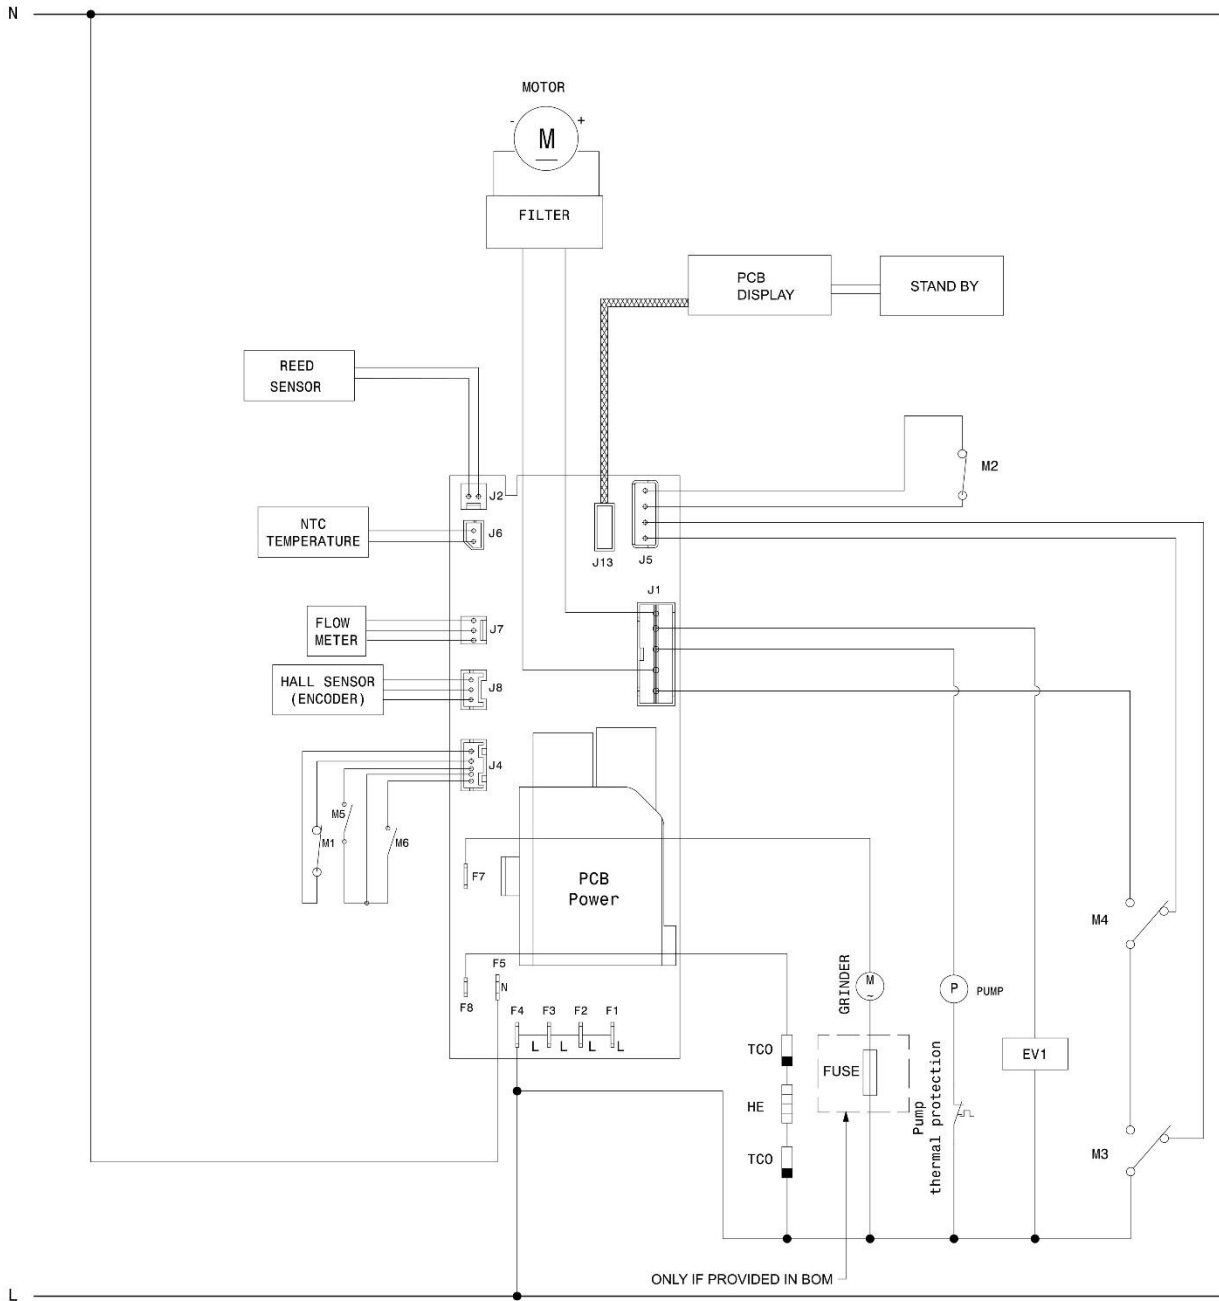 N
MOTOR
- +
M
FILTER
PCB
DISPLAY
STAND BY
REED
SENSOR
M2
J2
NTC
TEMPERATURE
J6
J13
J5
J1
FLOW
METER
J7
HALL SENSOR
(ENCODER)
J8
J4
M5
M1
M6
F7
PCB
Power
M4
F5
N
F8
F4
F3
F2
F1
L
L
L
L
GRINDER
M
~
P
PUMP
TCO
FUSE
EV1
HE
Pump
thermal protection
TCO
M3
ONLY IF PROVIDED IN BOM
L